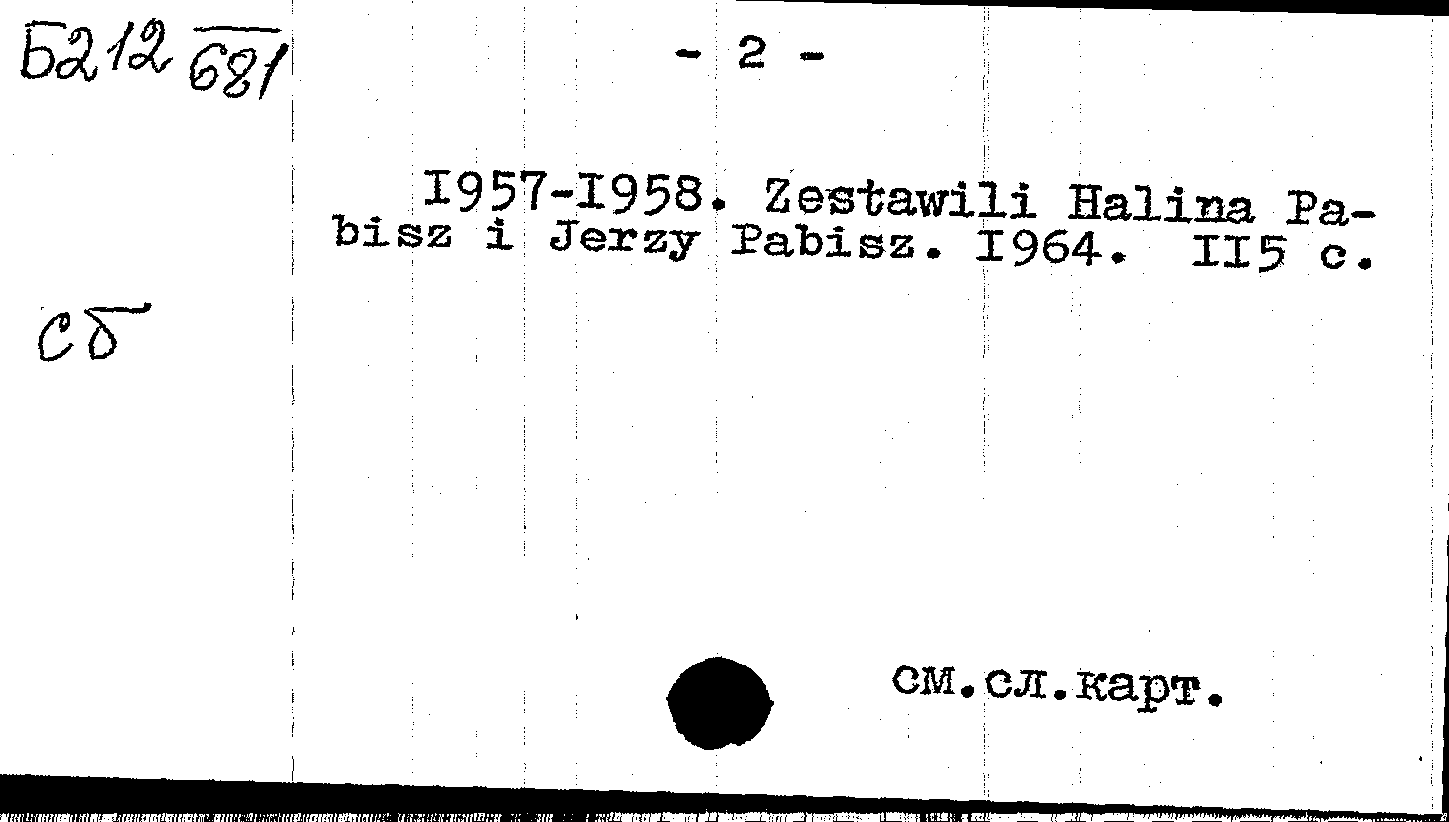 Б212 681
- 2 -
I957-I958. Zestawili Halina Pa-
bisz i Jerzy Pabisz. I964. II5 с.
сб
см.сл.карт.